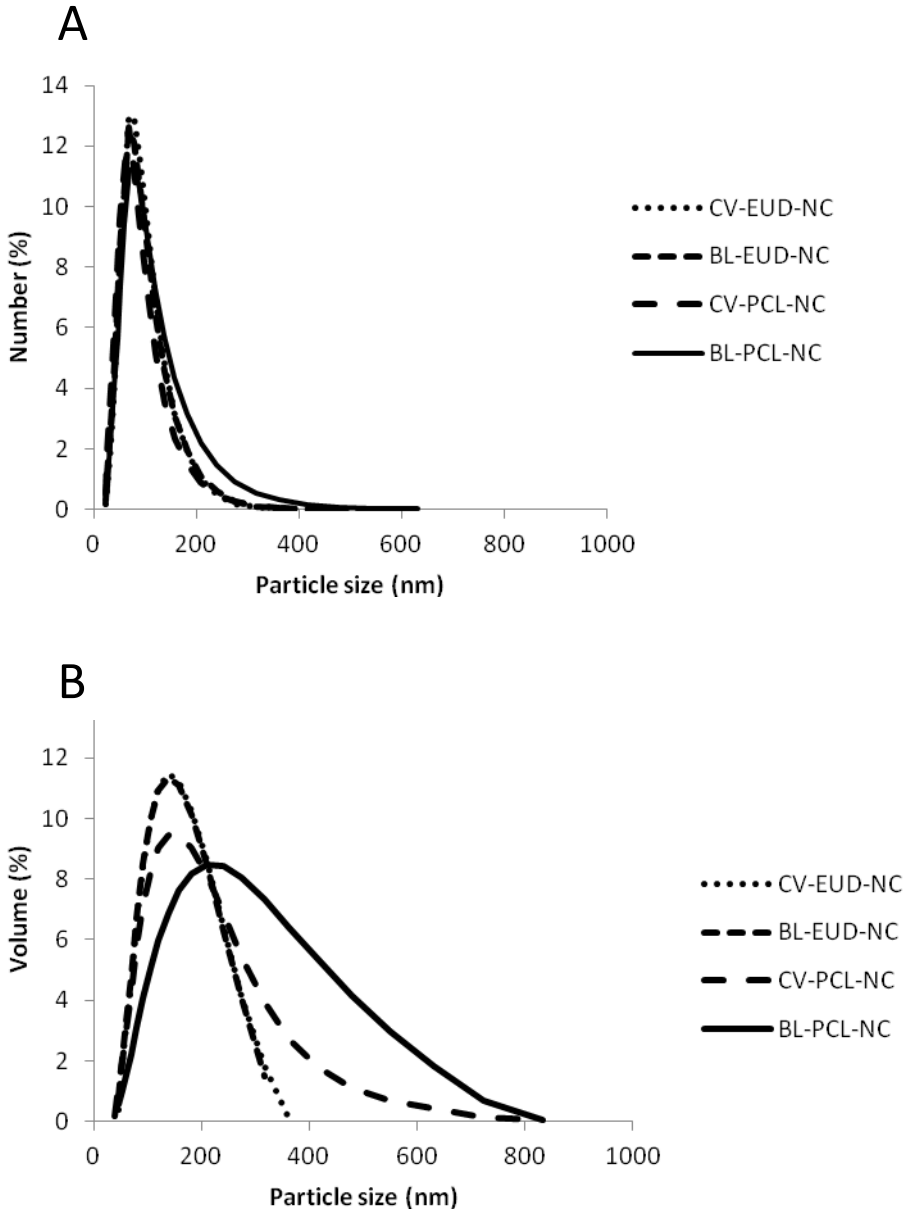 A
14
12
10
8
6
4
2
0
Number (%)
0 200 400 600 800 1000
Particle size (nm)
CV-EUD-NC
BL-EUD-NC
CV-PCL-NC
BL-PCL-NC
B
12
10
8
6
4
2
0
Volume (%)
0 200 400 600 800 1000
Particle size (nm)
CV-EUD-NC
BL-EUD-NC
CV-PCL-NC
BL-PCL-NC